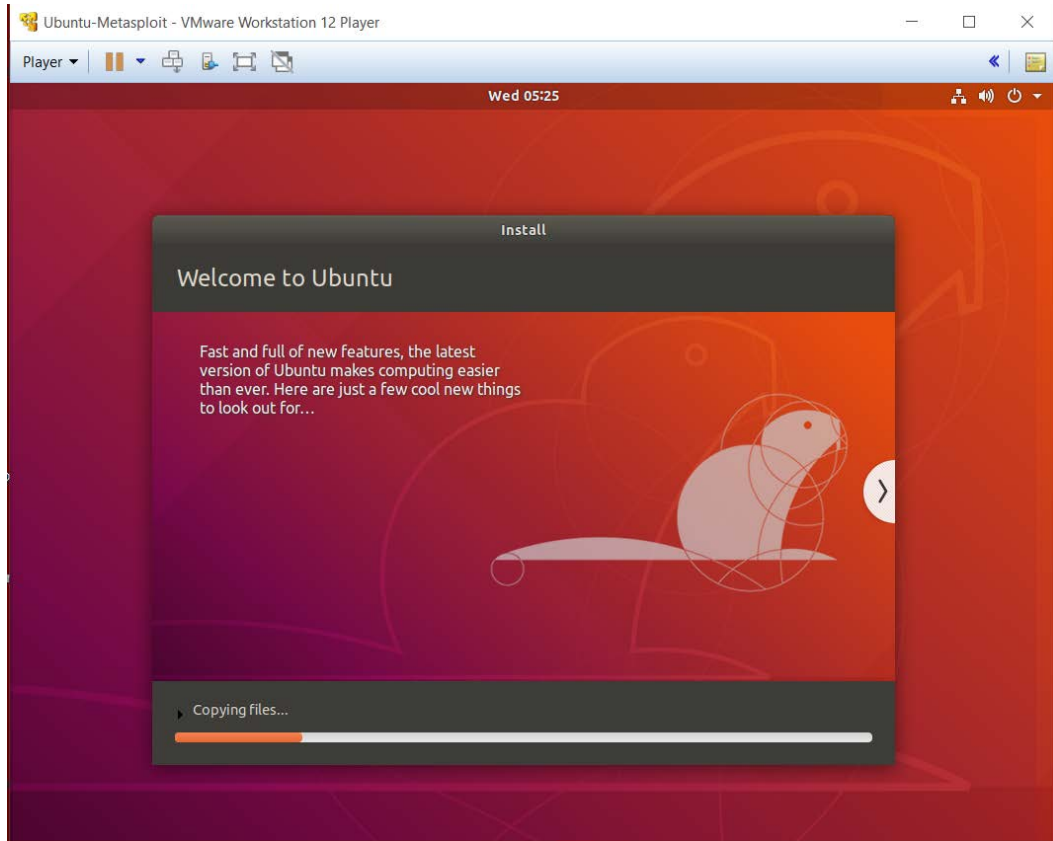 Ubuntu-Metasploit - VMware Workstation 12 Player
Player
Wed 05:25
Install
Welcome to Ubuntu
Fast and full of new features, the latest
version of Ubuntu makes computing easier
than ever. Here are just a few cool new things
to look out for…
Copying files...